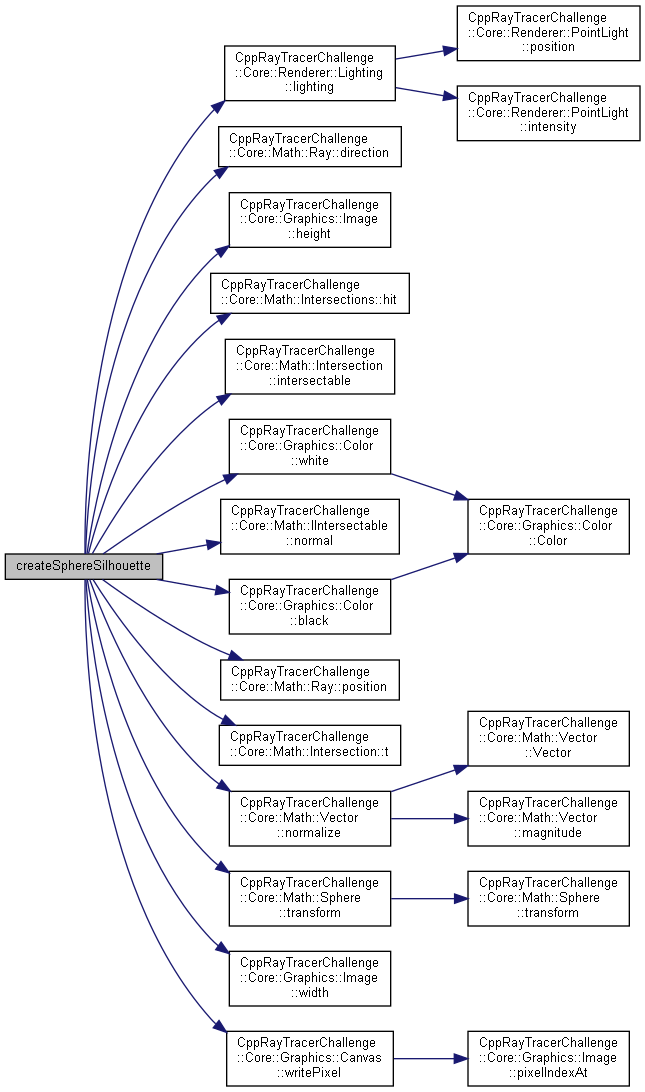 CppRayTracerChallenge
::Core::Renderer::PointLight
::position
CppRayTracerChallenge
::Core::Renderer::Lighting
::lighting
CppRayTracerChallenge
::Core::Renderer::PointLight
::intensity
CppRayTracerChallenge
::Core::Math::Ray::direction
CppRayTracerChallenge
::Core::Graphics::Image
::height
CppRayTracerChallenge
::Core::Math::Intersections::hit
CppRayTracerChallenge
::Core::Math::Intersection
::intersectable
CppRayTracerChallenge
::Core::Graphics::Color
::white
CppRayTracerChallenge
::Core::Math::IIntersectable
::normal
CppRayTracerChallenge
::Core::Graphics::Color
::Color
createSphereSilhouette
CppRayTracerChallenge
::Core::Graphics::Color
::black
CppRayTracerChallenge
::Core::Math::Ray::position
CppRayTracerChallenge
::Core::Math::Intersection::t
CppRayTracerChallenge
::Core::Math::Vector
::Vector
CppRayTracerChallenge
::Core::Math::Vector
::normalize
CppRayTracerChallenge
::Core::Math::Vector
::magnitude
CppRayTracerChallenge
::Core::Math::Sphere
::transform
CppRayTracerChallenge
::Core::Math::Sphere
::transform
CppRayTracerChallenge
::Core::Graphics::Image
::width
CppRayTracerChallenge
::Core::Graphics::Canvas
::writePixel
CppRayTracerChallenge
::Core::Graphics::Image
::pixelIndexAt